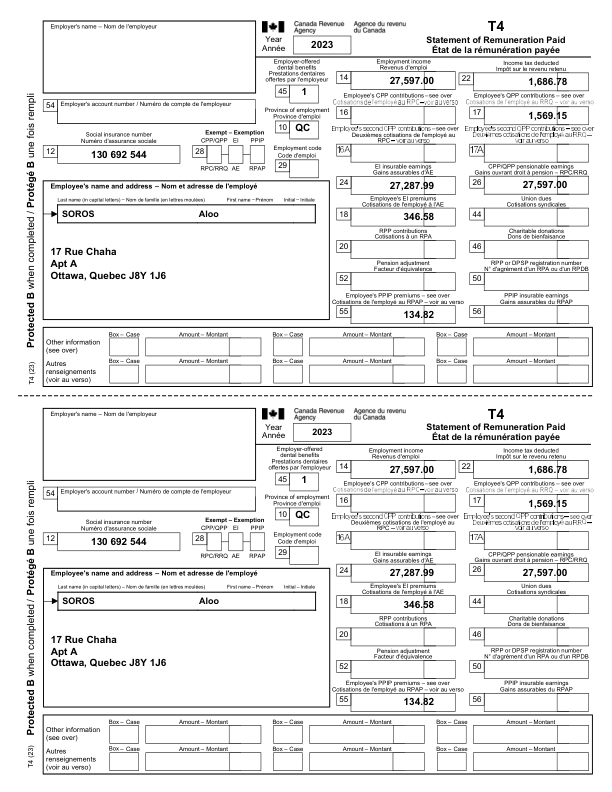 Employer's name – Nom de l'employeur
Canada Revenue Agency
Agence du revenu du Canada
T4
Statement of Remuneration Paid
État de la rémunération payée
Year
Année
2023
Employer-offered dental benefits
Prestations dentaires offertes par l'employeur
45 1
Employment income
Revenus d'emploi
14 27,597.00
Income tax deducted
Impôt sur le revenu retenu
22 1,686.78
54 Employer's account number / Numéro de compte de l'employeur
Province of employment
Province d'emploi
10 QC
Employee's CPP contributions – see over
Cotisations de l'employé au RPC – voir au verso
16
Employee's QPP contributions – see over
Cotisations de l'employé au RRQ – voir au verso
17 1,569.15
Social insurance number
Numéro d'assurance sociale
12 130 692 544
Exempt – Exemption
CPP/QPP EI PPIP
28
RPC/RRQ AE RPAP
Employment code
Code d'emploi
29
Employee's second CPP contributions – see over
Deuxièmes cotisations de l'employé au RPC – voir au verso
16A
Employee's second QPP contributions – see over
Deuxièmes cotisations de l'employé au RRQ – voir au verso
17A
EI insurable earnings
Gains assurables d'AE
24 27,287.99
CPP/QPP pensionable earnings
Gains ouvrant droit à pension – RPC/RRQ
26 27,597.00
Employee's name and address – Nom et adresse de l'employé
Last name (in capital letters) – Nom de famille (en lettres moulées) First name – Prénom Initial – Initiale
SOROS Aloo
17 Rue Chaha
Apt A
Ottawa, Quebec J8Y 1J6
Employee's EI premiums
Cotisations de l'employé à l'AE
18 346.58
Union dues
Cotisations syndicales
44
RPP contributions
Cotisations à un RPA
20
Charitable donations
Dons de bienfaisance
46
Pension adjustment
Facteur d'équivalence
52
RPP or DPSP registration number
N° d'agrément d'un RPA ou d'un RPDB
50
Employee's PPIP premiums – see over
Cotisations de l'employé au RPAP – voir au verso
55 134.82
PPIP insurable earnings
Gains assurables du RPAP
56
Box – Case Amount – Montant Box – Case Amount – Montant Box – Case Amount – Montant
Other information
(see over)
Box – Case Amount – Montant Box – Case Amount – Montant Box – Case Amount – Montant
Autres
renseignements
(voir au verso)
Protected B when completed / Protégé B une fois rempli
T4 (23)
Employer's name – Nom de l'employeur
Canada Revenue Agency
Agence du revenu du Canada
T4
Statement of Remuneration Paid
État de la rémunération payée
Year
Année
2023
Employer-offered dental benefits
Prestations dentaires offertes par l'employeur
45 1
Employment income
Revenus d'emploi
14 27,597.00
Income tax deducted
Impôt sur le revenu retenu
22 1,686.78
54 Employer's account number / Numéro de compte de l'employeur
Province of employment
Province d'emploi
10 QC
Employee's CPP contributions – see over
Cotisations de l'employé au RPC – voir au verso
16
Employee's QPP contributions – see over
Cotisations de l'employé au RRQ – voir au verso
17 1,569.15
Social insurance number
Numéro d'assurance sociale
12 130 692 544
Exempt – Exemption
CPP/QPP EI PPIP
28
RPC/RRQ AE RPAP
Employment code
Code d'emploi
29
Employee's second CPP contributions – see over
Deuxièmes cotisations de l'employé au RPC – voir au verso
16A
Employee's second QPP contributions – see over
Deuxièmes cotisations de l'employé au RRQ – voir au verso
17A
EI insurable earnings
Gains assurables d'AE
24 27,287.99
CPP/QPP pensionable earnings
Gains ouvrant droit à pension – RPC/RRQ
26 27,597.00
Employee's name and address – Nom et adresse de l'employé
Last name (in capital letters) – Nom de famille (en lettres moulées) First name – Prénom Initial – Initiale
SOROS Aloo
17 Rue Chaha
Apt A
Ottawa, Quebec J8Y 1J6
Employee's EI premiums
Cotisations de l'employé à l'AE
18 346.58
Union dues
Cotisations syndicales
44
RPP contributions
Cotisations à un RPA
20
Charitable donations
Dons de bienfaisance
46
Pension adjustment
Facteur d'équivalence
52
RPP or DPSP registration number
N° d'agrément d'un RPA ou d'un RPDB
50
Employee's PPIP premiums – see over
Cotisations de l'employé au RPAP – voir au verso
55 134.82
PPIP insurable earnings
Gains assurables du RPAP
56
Box – Case Amount – Montant Box – Case Amount – Montant Box – Case Amount – Montant
Other information
(see over)
Box – Case Amount – Montant Box – Case Amount – Montant Box – Case Amount – Montant
Autres
renseignements
(voir au verso)
Protected B when completed / Protégé B une fois rempli
T4 (23)